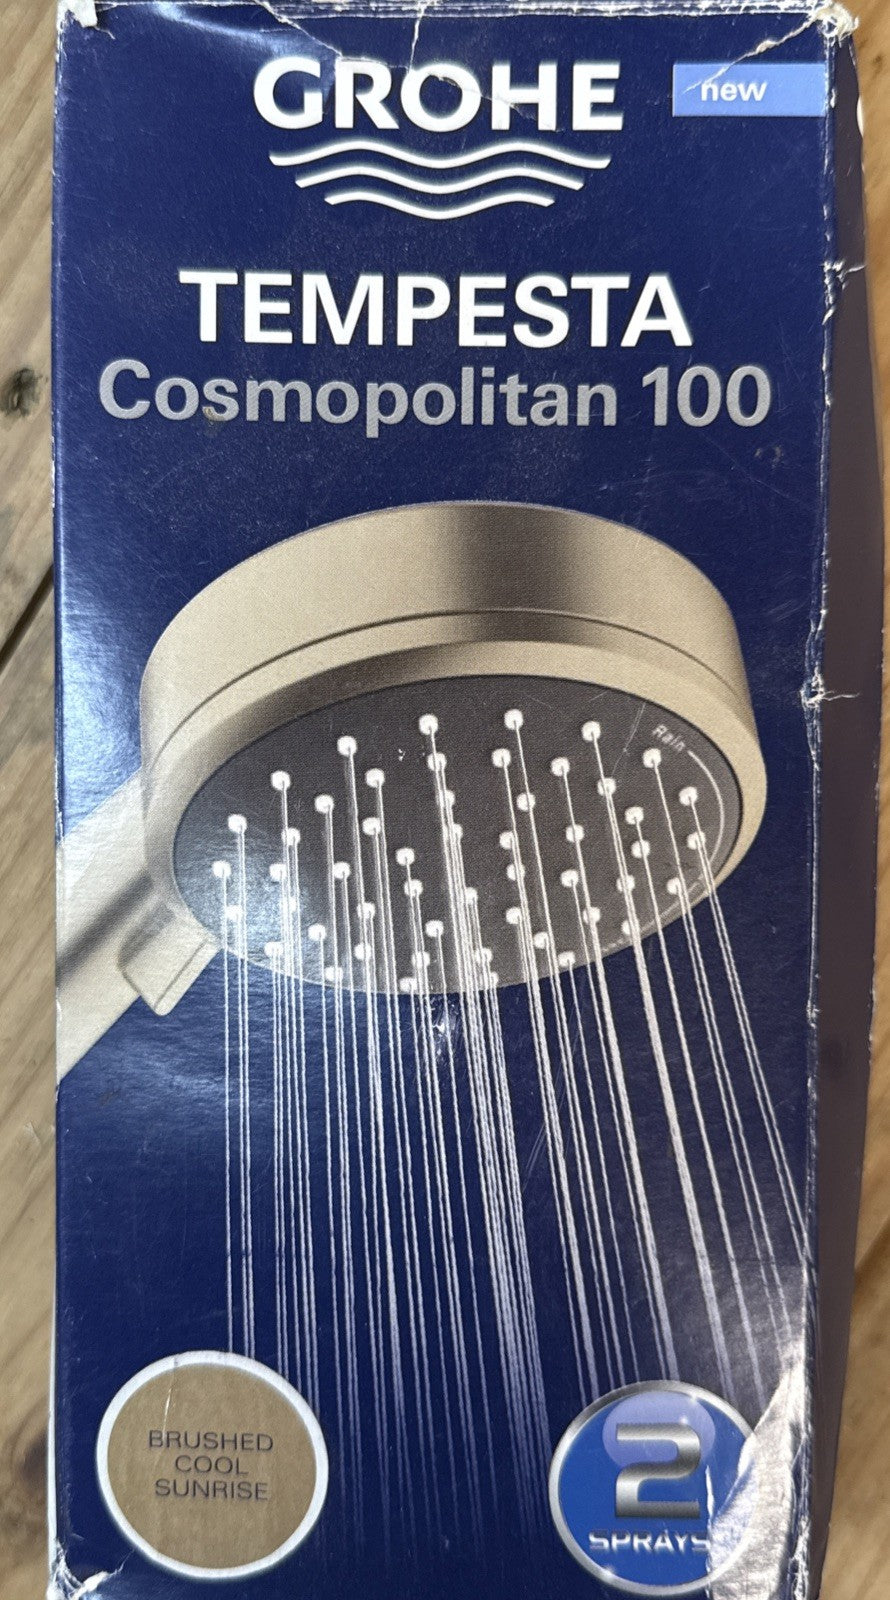 GROHE
new
TEMPESTA
Cosmopolitan 100
Rain
BRUSHED
COOL
SUNRISE
2
SPRAYS